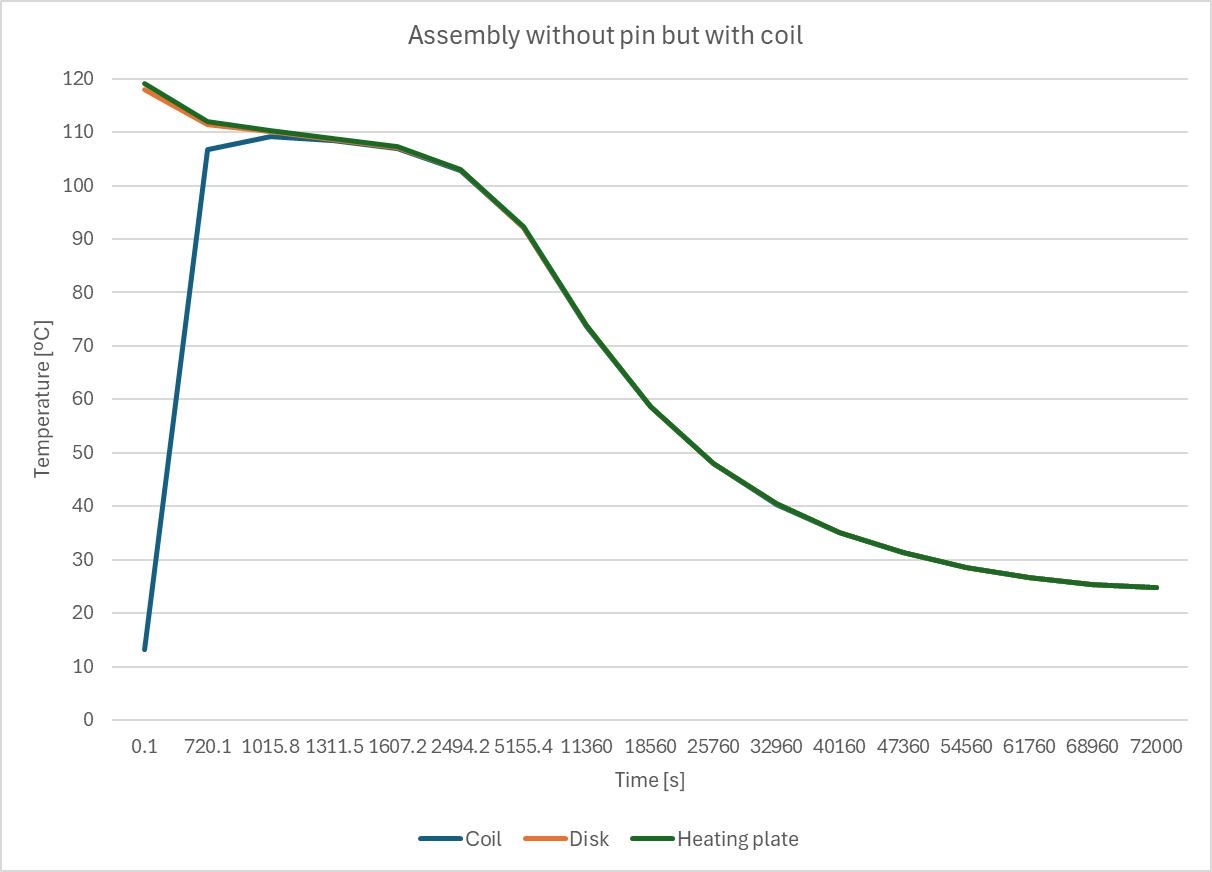 Assembly without pin but with coil
120
110
100
90
80
70
60
50
40
30
20
10
0
Temperature [ºC]
0.1 720.1 1015.8 1311.5 1607.2 2494.2 5155.4 11360 18560 25760 32960 40160 47360 54560 61760 68960 72000
Time [s]
Coil Disk Heating plate